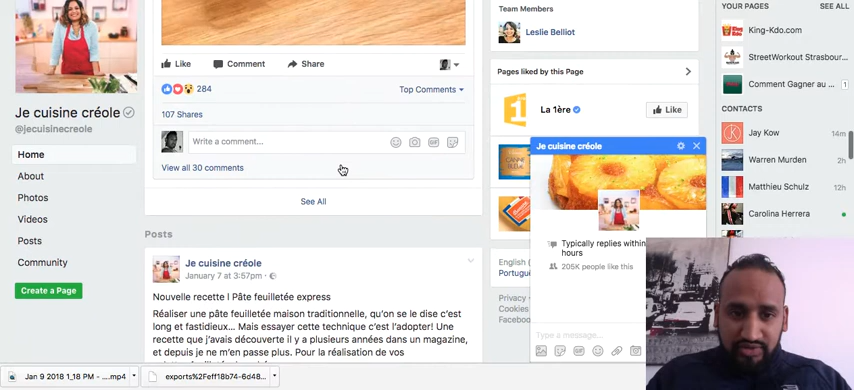 Je cuisine créole
@jecuisinecreole
Home
About
Photos
Videos
Posts
Community
Create a Page
Like Comment Share
284 Top Comments
107 Shares
Write a comment...
View all 30 comments
See All
Posts
Je cuisine créole
January 7 at 3:57pm ·
Nouvelle recette l Pâte feuilletée express
Réaliser une pâte feuilletée maison traditionnelle, qu'on se le dise c'est
long et fastidieux... Mais essayer cette technique c'est l'adopter! Une
recette que j'avais découverte il y a plusieurs années dans un magazine,
et depuis je ne m'en passe plus. Pour la réalisation de vos
Team Members
Leslie Belliot
Pages liked by this Page
La 1ère
Like
English (
Portugu
Privacy ·
Cookies
Facebook
Je cuisine créole
Typically replies within
hours
205K people like this
Type a message...
YOUR PAGES SEE ALL
King-Kdo.com
StreetWorkout Strasbour...
Comment Gagner au ... 1
CONTACTS
Jay Kow 14m
Warren Murden 2h
Matthieu Schulz 12h
Carolina Herrera
Jan 9 2018 1_18 PM - ....mp4
exports%2Feff18b74-6d48...